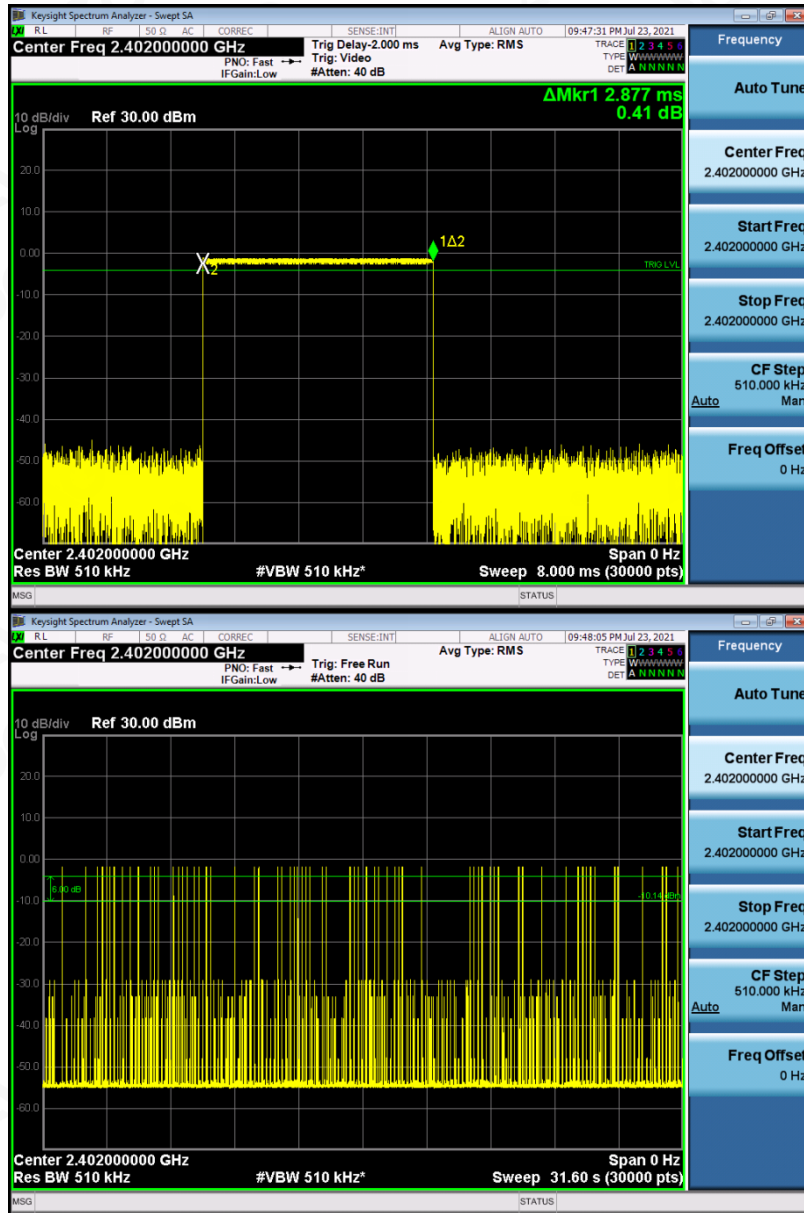 Keysight Spectrum Analyzer - Swept SA
LXI RL RF 50 Ω AC CORREC SENSE:INT ALIGN AUTO 09:47:31 PM Jul 23, 2021
Center Freq 2.402000000 GHz
PNO: Fast
IFGain:Low
Trig Delay-2.000 ms
Trig: Video
#Atten: 40 dB
Avg Type: RMS
TRACE 1 2 3 4 5 6
TYPE WWWWWW
DET A N N N N N
ΔMkr1 2.877 ms
0.41 dB
10 dB/div Ref 30.00 dBm
Log
20.0
10.0
0.00
-10.0
-20.0
-30.0
-40.0
-50.0
-60.0
2
1Δ2
TRIG LVL
Center 2.402000000 GHz Span 0 Hz
Res BW 510 kHz #VBW 510 kHz* Sweep 8.000 ms (30000 pts)
MSG STATUS
Frequency
Auto Tune
Center Freq
2.402000000 GHz
Start Freq
2.402000000 GHz
Stop Freq
2.402000000 GHz
CF Step
510.000 kHz
Auto Man
Freq Offset
0 Hz
Keysight Spectrum Analyzer - Swept SA
LXI RL RF 50 Ω AC CORREC SENSE:INT ALIGN AUTO 09:48:05 PM Jul 23, 2021
Center Freq 2.402000000 GHz
PNO: Fast
IFGain:Low
Trig: Free Run
#Atten: 40 dB
Avg Type: RMS
TRACE 1 2 3 4 5 6
TYPE WWWWWW
DET A N N N N N
10 dB/div Ref 30.00 dBm
Log
20.0
10.0
0.00
-10.0
-20.0
-30.0
-40.0
-50.0
-60.0
6.00 dB
-10.14 dBm
Center 2.402000000 GHz Span 0 Hz
Res BW 510 kHz #VBW 510 kHz* Sweep 31.60 s (30000 pts)
MSG STATUS
Frequency
Auto Tune
Center Freq
2.402000000 GHz
Start Freq
2.402000000 GHz
Stop Freq
2.402000000 GHz
CF Step
510.000 kHz
Auto Man
Freq Offset
0 Hz